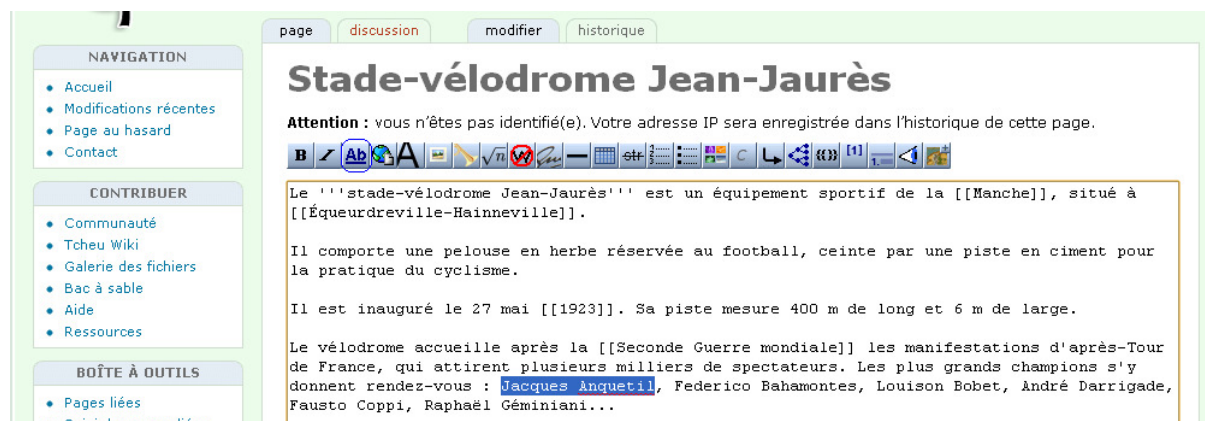 page
discussion
modifier
historique
NAVIGATION
Accueil
Modifications récentes
Page au hasard
Contact
CONTRIBUER
Communauté
Tcheu Wiki
Galerie des fichiers
Bac à sable
Aide
Ressources
BOÎTE À OUTILS
Pages liées
Stade-vélodrome Jean-Jaurès
Attention : vous n'êtes pas identifié(e). Votre adresse IP sera enregistrée dans l'historique de cette page.
B I Ab A √n W str C «» [1] 1.
Le '''stade-vélodrome Jean-Jaurès''' est un équipement sportif de la [[Manche]], situé à
[[Équeurdreville-Hainneville]].
Il comporte une pelouse en herbe réservée au football, ceinte par une piste en ciment pour
la pratique du cyclisme.
Il est inauguré le 27 mai [[1923]]. Sa piste mesure 400 m de long et 6 m de large.
Le vélodrome accueille après la [[Seconde Guerre mondiale]] les manifestations d'après-Tour
de France, qui attirent plusieurs milliers de spectateurs. Les plus grands champions s'y
donnent rendez-vous : Jacques Anquetil, Federico Bahamontes, Louison Bobet, André Darrigade,
Fausto Coppi, Raphaël Géminiani...